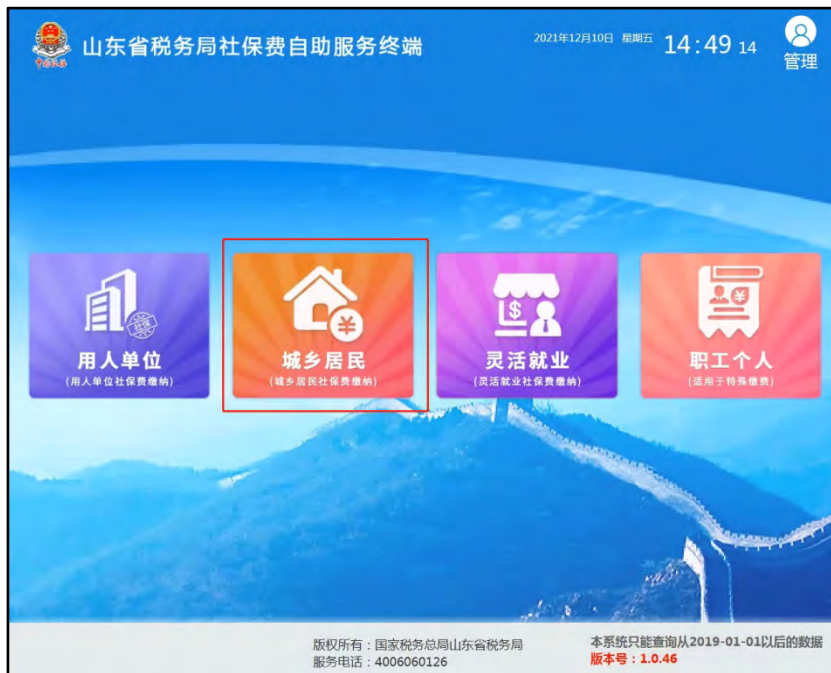 山东省税务局社保费自助服务终端
2021年12月10日 星期五 14:49 14
管理
中国税务
社保
用人单位
(用人单位社保费缴纳)
城乡居民
(城乡居民社保费缴纳)
灵活就业
(灵活就业社保费缴纳)
职工个人
(适用于特殊缴费)
版权所有：国家税务总局山东省税务局
服务电话：4006060126
本系统只能查询从2019-01-01以后的数据
版本号：1.0.46